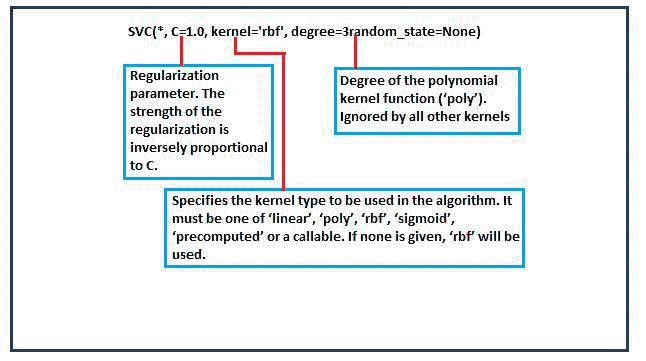 SVC(*, C=1.0, kernel='rbf', degree=3random_state=None)
Regularization
parameter. The
strength of the
regularization is
inversely proportional
to C.
Degree of the polynomial
kernel function (‘poly’).
Ignored by all other kernels
Specifies the kernel type to be used in the algorithm. It
must be one of ‘linear’, ‘poly’, ‘rbf’, ‘sigmoid’,
‘precomputed’ or a callable. If none is given, ‘rbf’ will be
used.